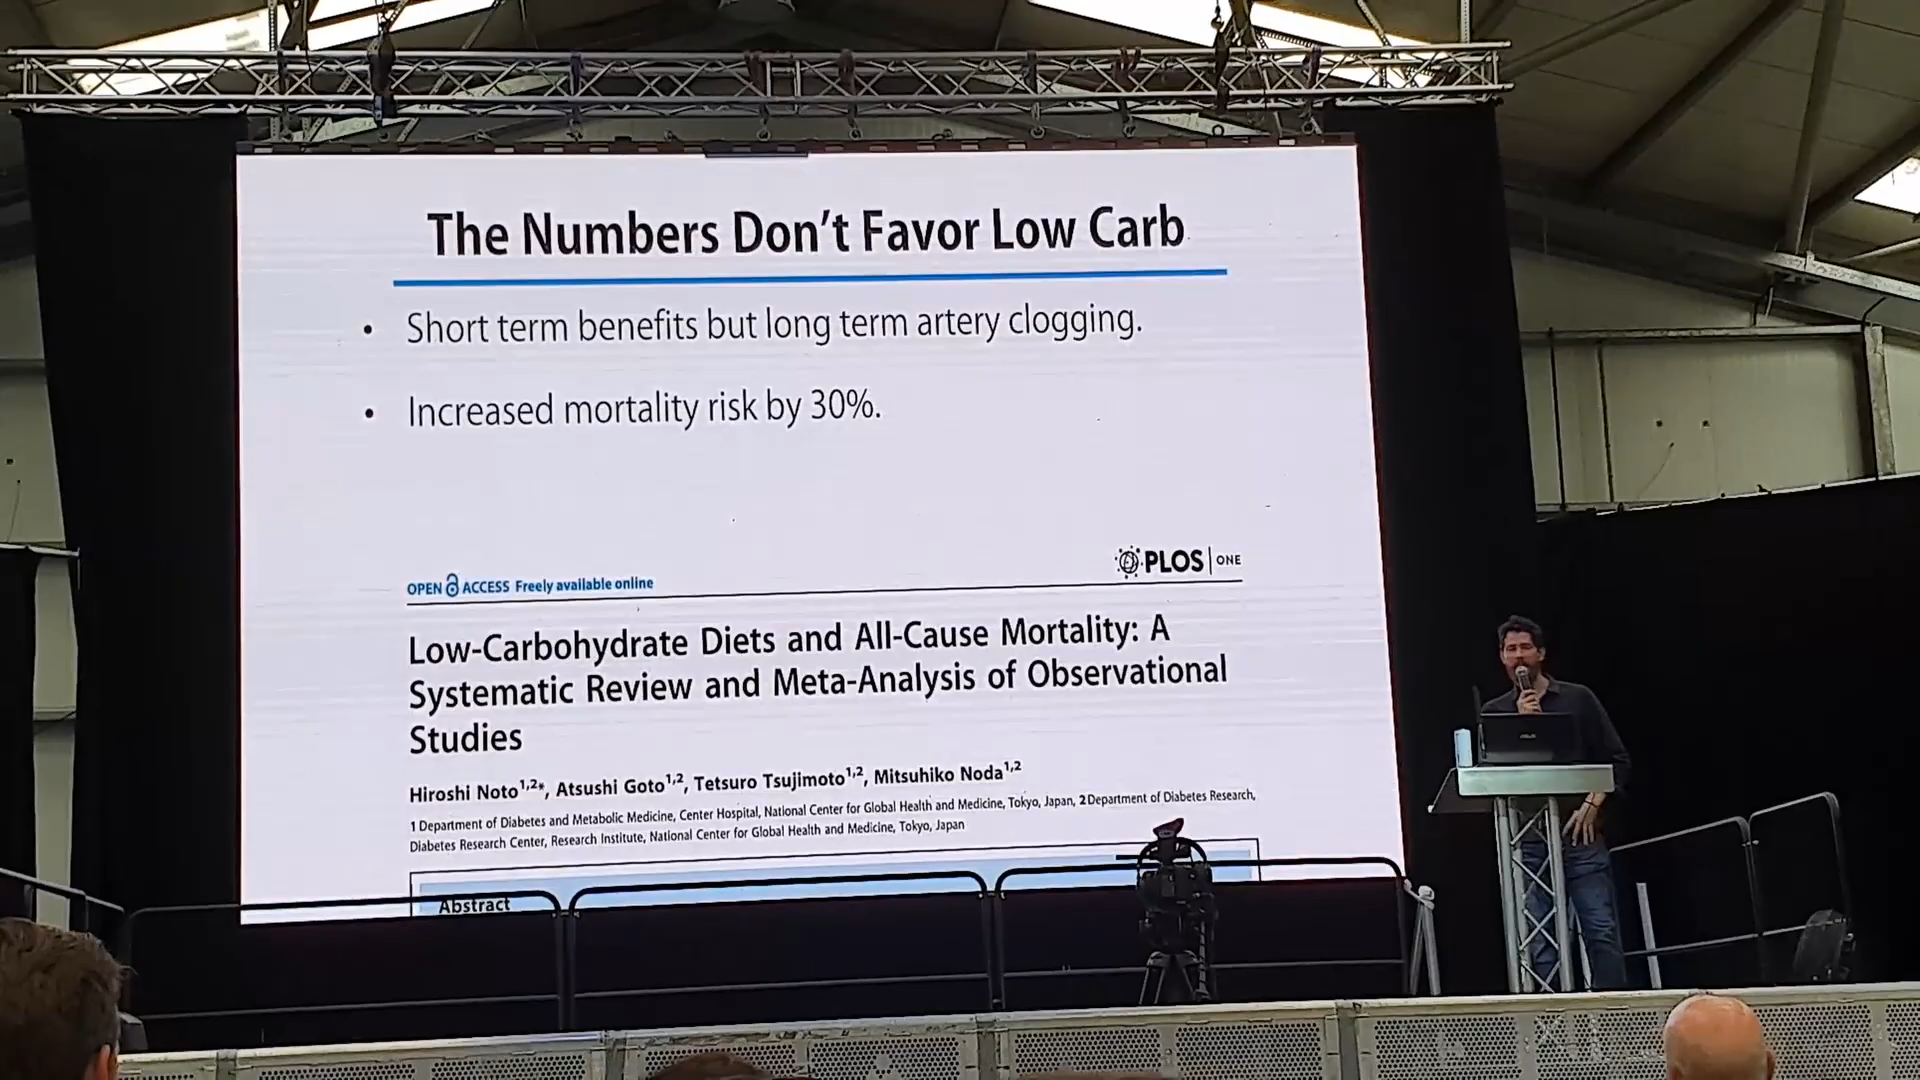 The Numbers Don't Favor Low Carb
• Short term benefits but long term artery clogging.
• Increased mortality risk by 30%.
PLOS | ONE
OPEN ACCESS Freely available online
Low-Carbohydrate Diets and All-Cause Mortality: A
Systematic Review and Meta-Analysis of Observational
Studies
Hiroshi Noto1,2*, Atsushi Goto1,2, Tetsuro Tsujimoto1,2, Mitsuhiko Noda1,2
1 Department of Diabetes and Metabolic Medicine, Center Hospital, National Center for Global Health and Medicine, Tokyo, Japan, 2 Department of Diabetes Research,
Diabetes Research Center, Research Institute, National Center for Global Health and Medicine, Tokyo, Japan
Abstract
ASUS